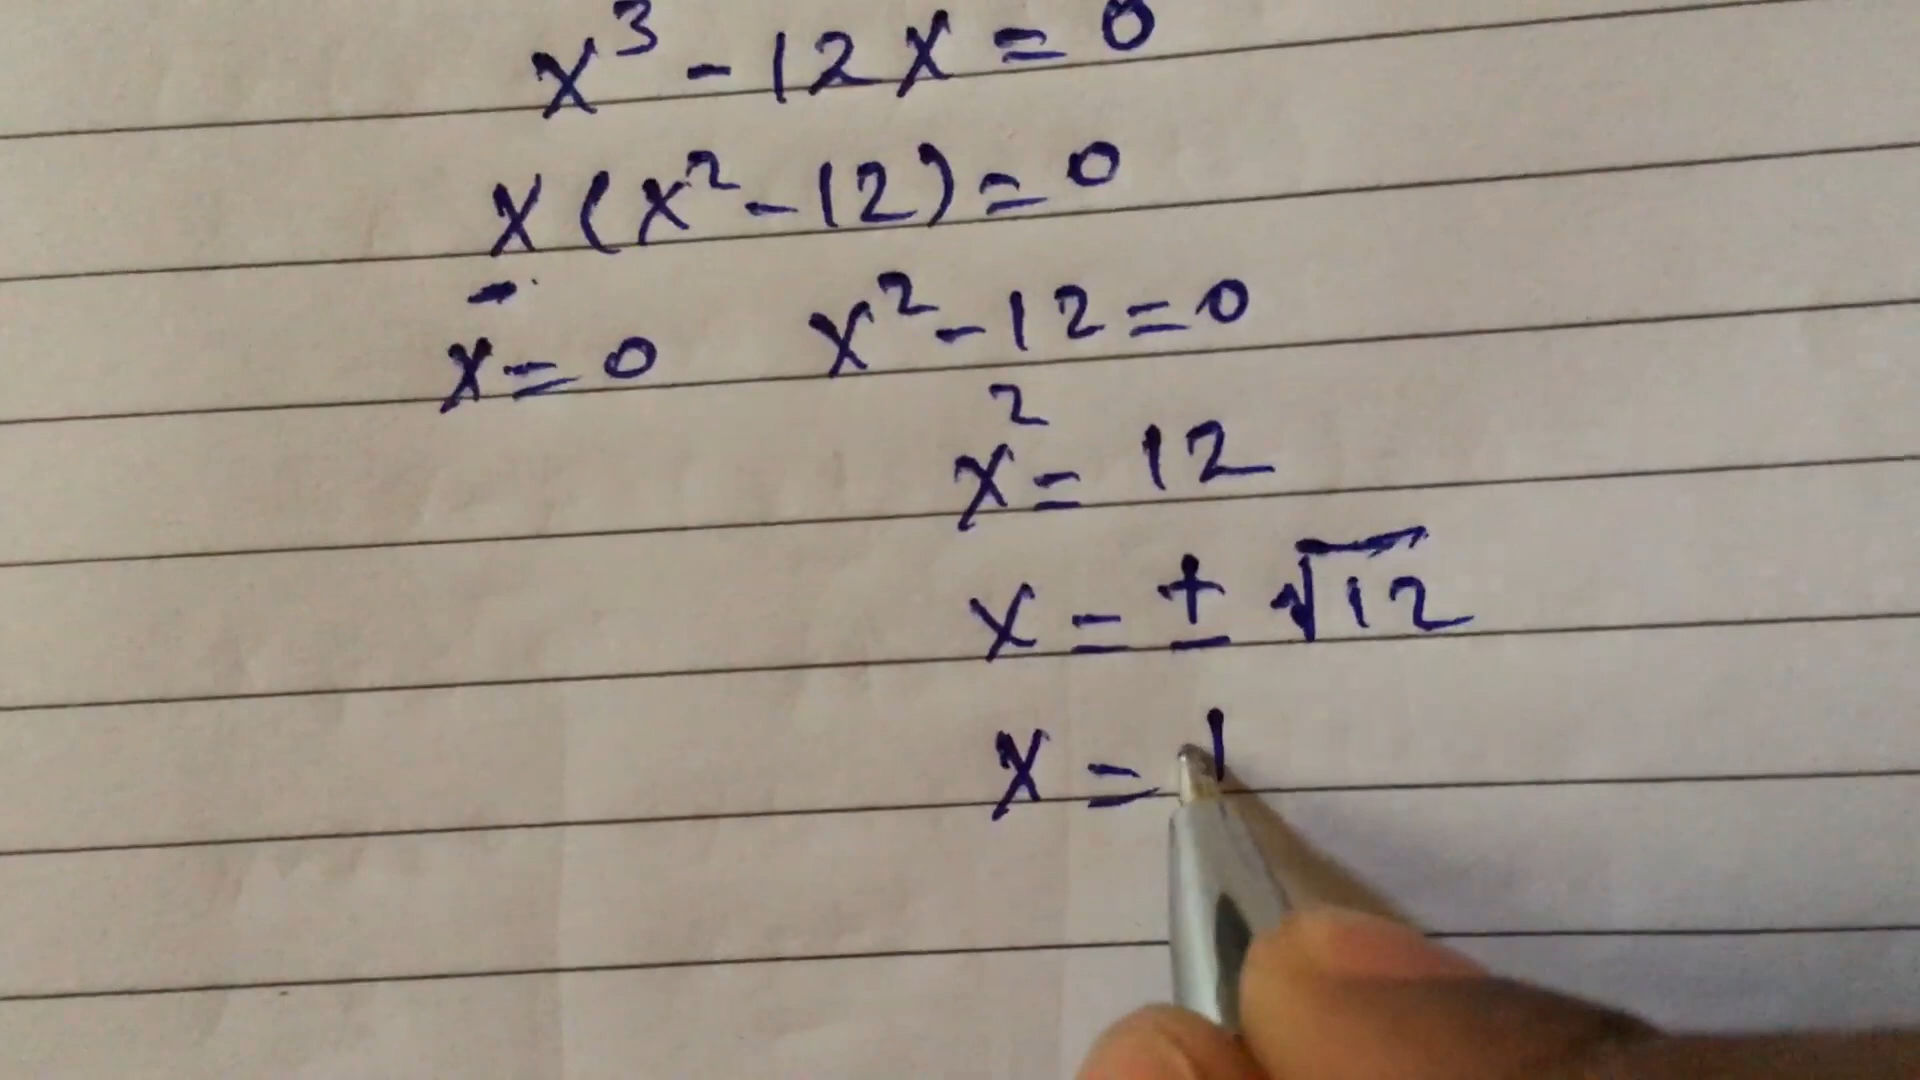 x³ - 12x = 0
x(x² - 12) = 0
x = 0 x² - 12 = 0
x² = 12
x = ± √12
x =